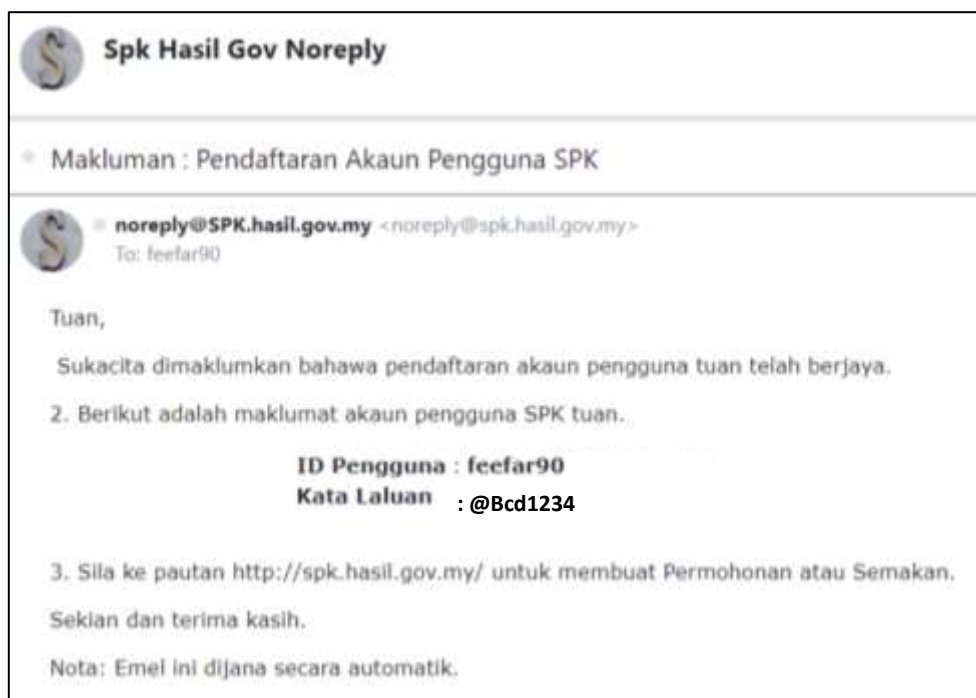 Spk Hasil Gov Noreply
Makluman : Pendaftaran Akaun Pengguna SPK
noreply@SPK.hasil.gov.my <noreply@spk.hasil.gov.my>
To: feefar90
Tuan,
Sukacita dimaklumkan bahawa pendaftaran akaun pengguna tuan telah berjaya.
2. Berikut adalah maklumat akaun pengguna SPK tuan.
ID Pengguna : feefar90
Kata Laluan : @Bcd1234
3. Sila ke pautan http://spk.hasil.gov.my/ untuk membuat Permohonan atau Semakan.
Sekian dan terima kasih.
Nota: Emel ini dijana secara automatik.